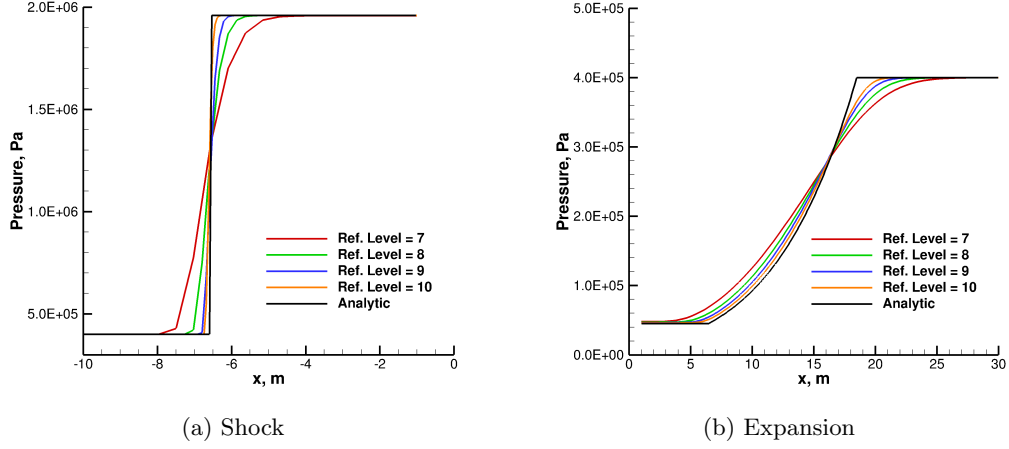 2.0E+06
1.5E+06
1.0E+06
5.0E+05
Pressure, Pa
-10
-8
-6
-4
-2
0
x, m
Ref. Level = 7
Ref. Level = 8
Ref. Level = 9
Ref. Level = 10
Analytic
(a) Shock
5.0E+05
4.0E+05
3.0E+05
2.0E+05
1.0E+05
0.0E+00
Pressure, Pa
0
5
10
15
20
25
30
x, m
Ref. Level = 7
Ref. Level = 8
Ref. Level = 9
Ref. Level = 10
Analytic
(b) Expansion